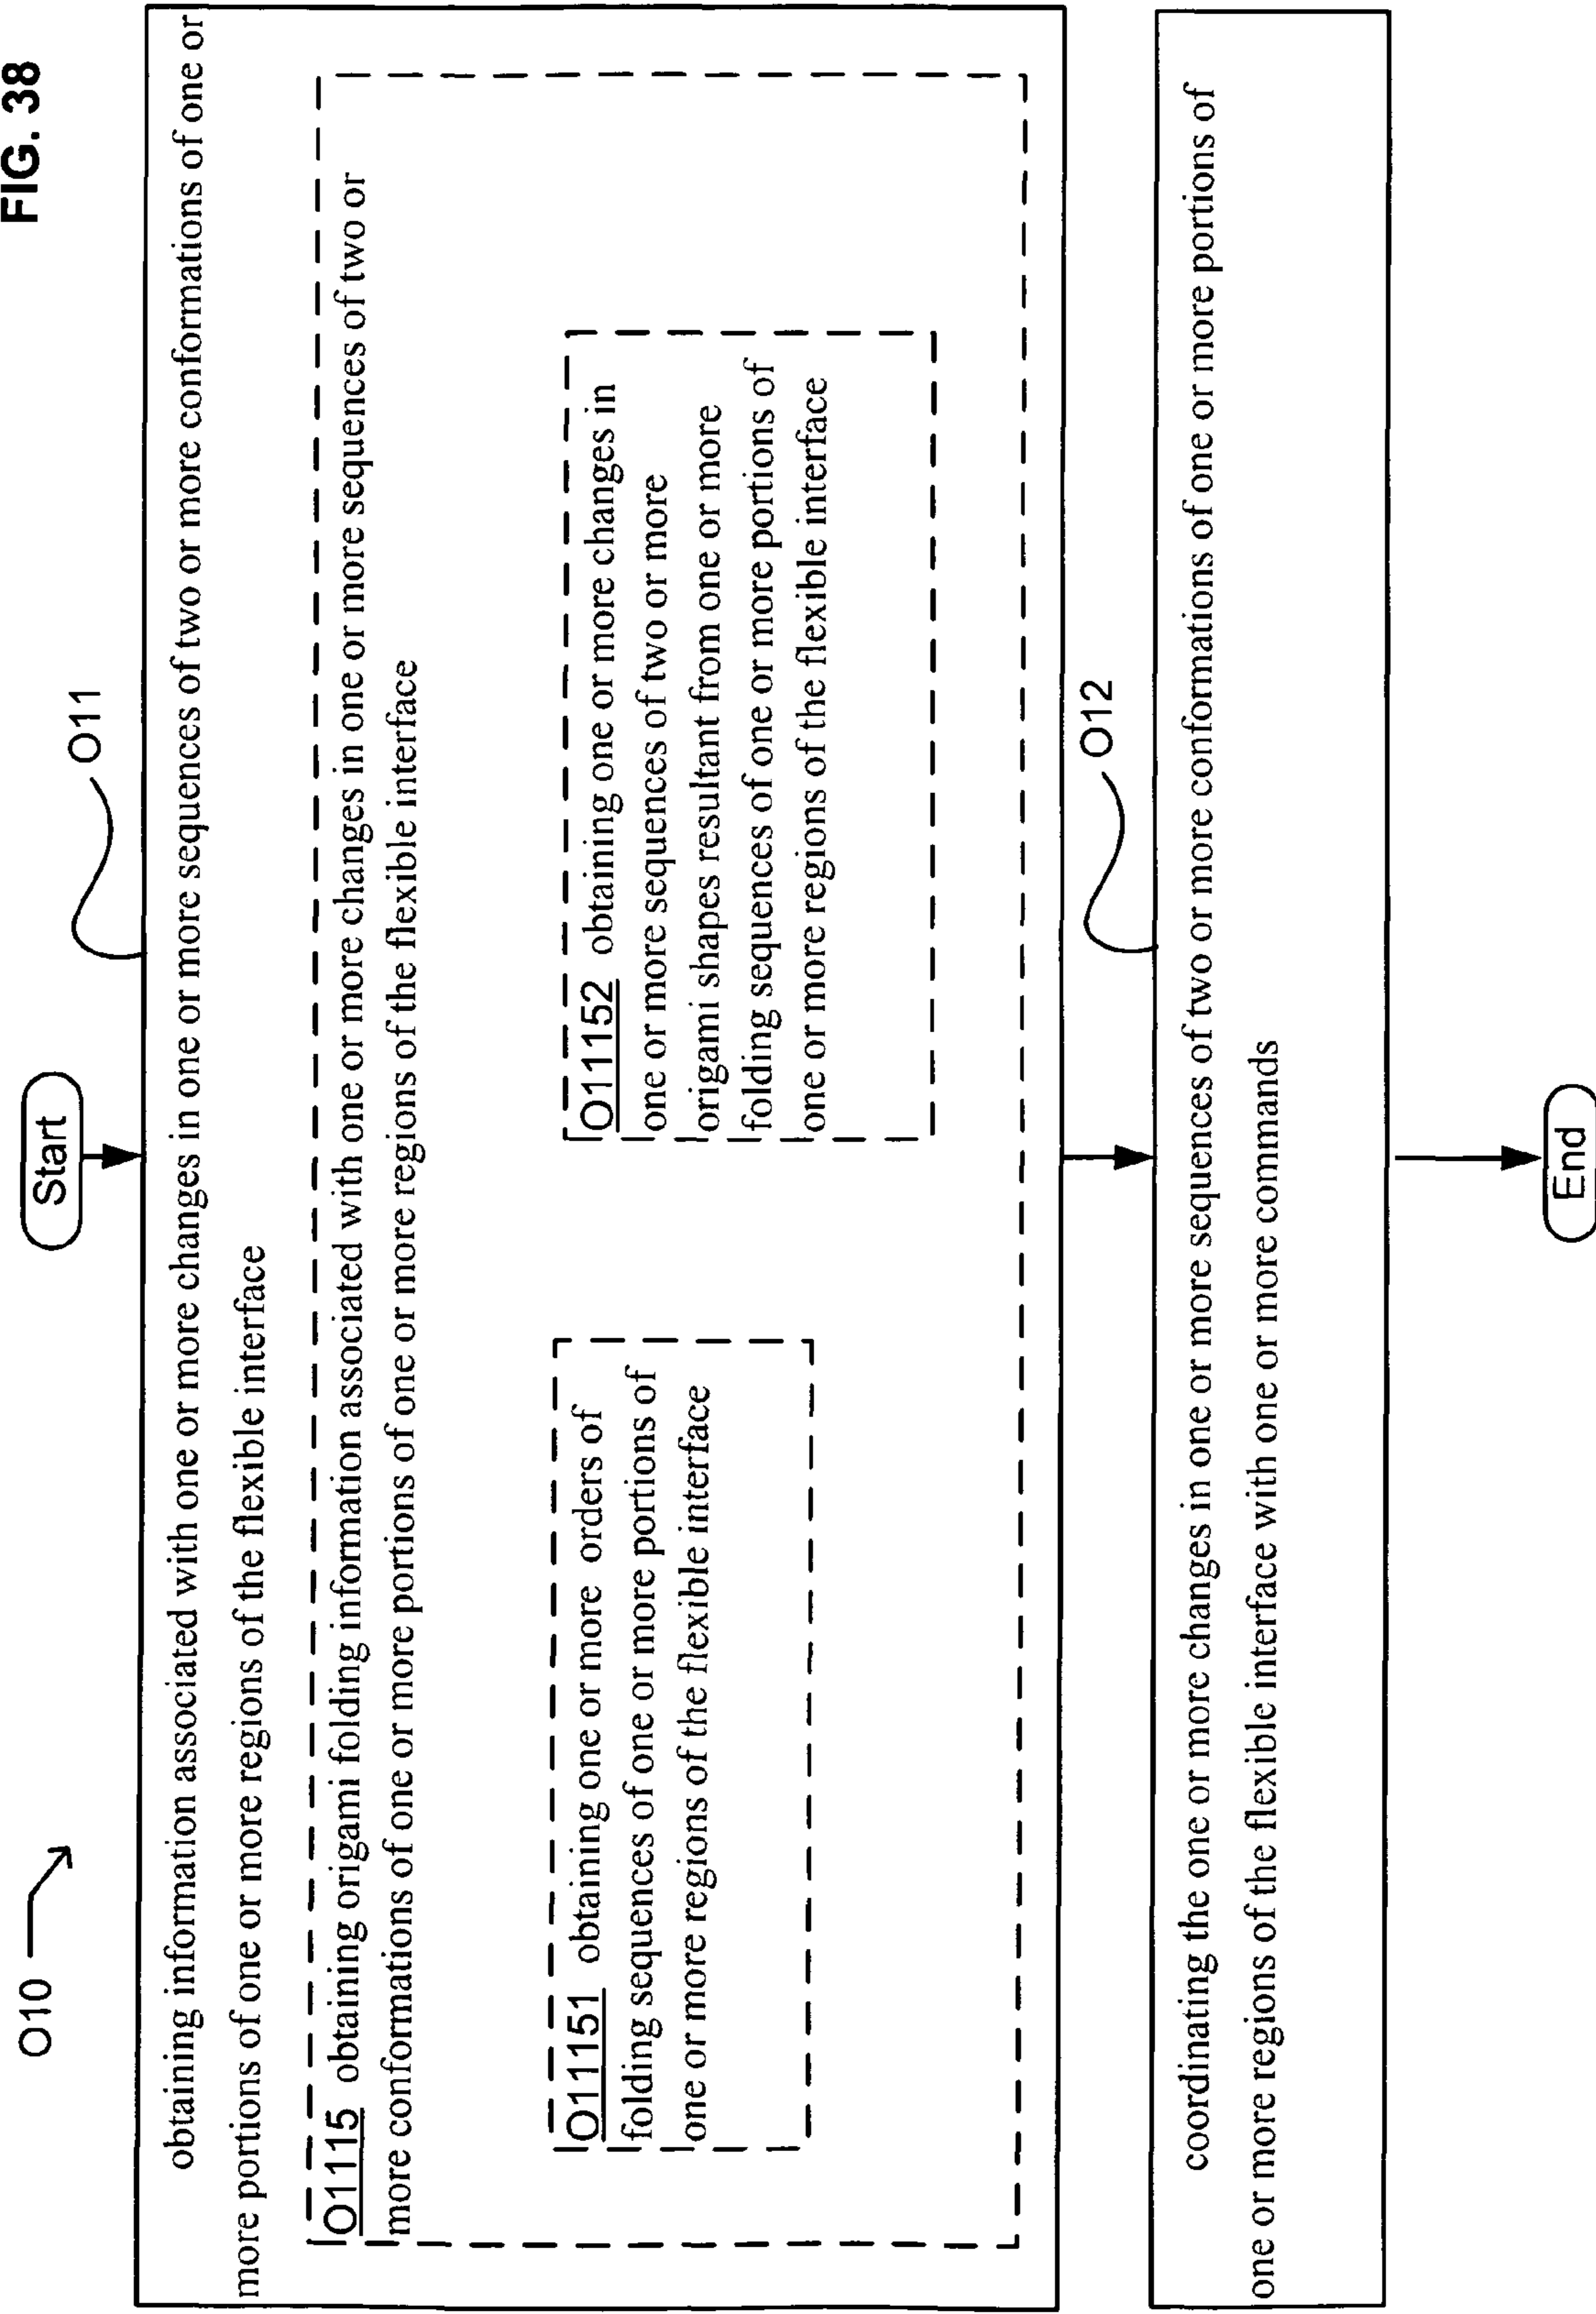 FIG. 38
O10
Start
O11
obtaining information associated with one or more changes in one or more sequences of two or more conformations of one or
more portions of one or more regions of the flexible interface
O1115 obtaining origami folding information associated with one or more changes in one or more sequences of two or
more conformations of one or more portions of one or more regions of the flexible interface
O11151 obtaining one or more orders of
folding sequences of one or more portions of
one or more regions of the flexible interface
O11152 obtaining one or more changes in
one or more sequences of two or more
origami shapes resultant from one or more
folding sequences of one or more portions of
one or more regions of the flexible interface
O12
coordinating the one or more changes in one or more sequences of two or more conformations of one or more portions of
one or more regions of the flexible interface with one or more commands
End